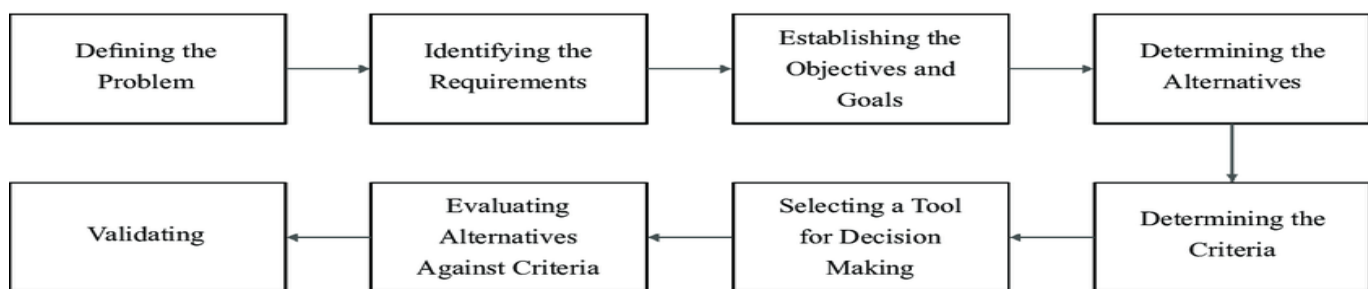 Defining the
Problem
Identifying the
Requirements
Establishing the
Objectives and
Goals
Determining the
Alternatives
Determining the
Criteria
Selecting a Tool
for Decision
Making
Evaluating
Alternatives
Against Criteria
Validating